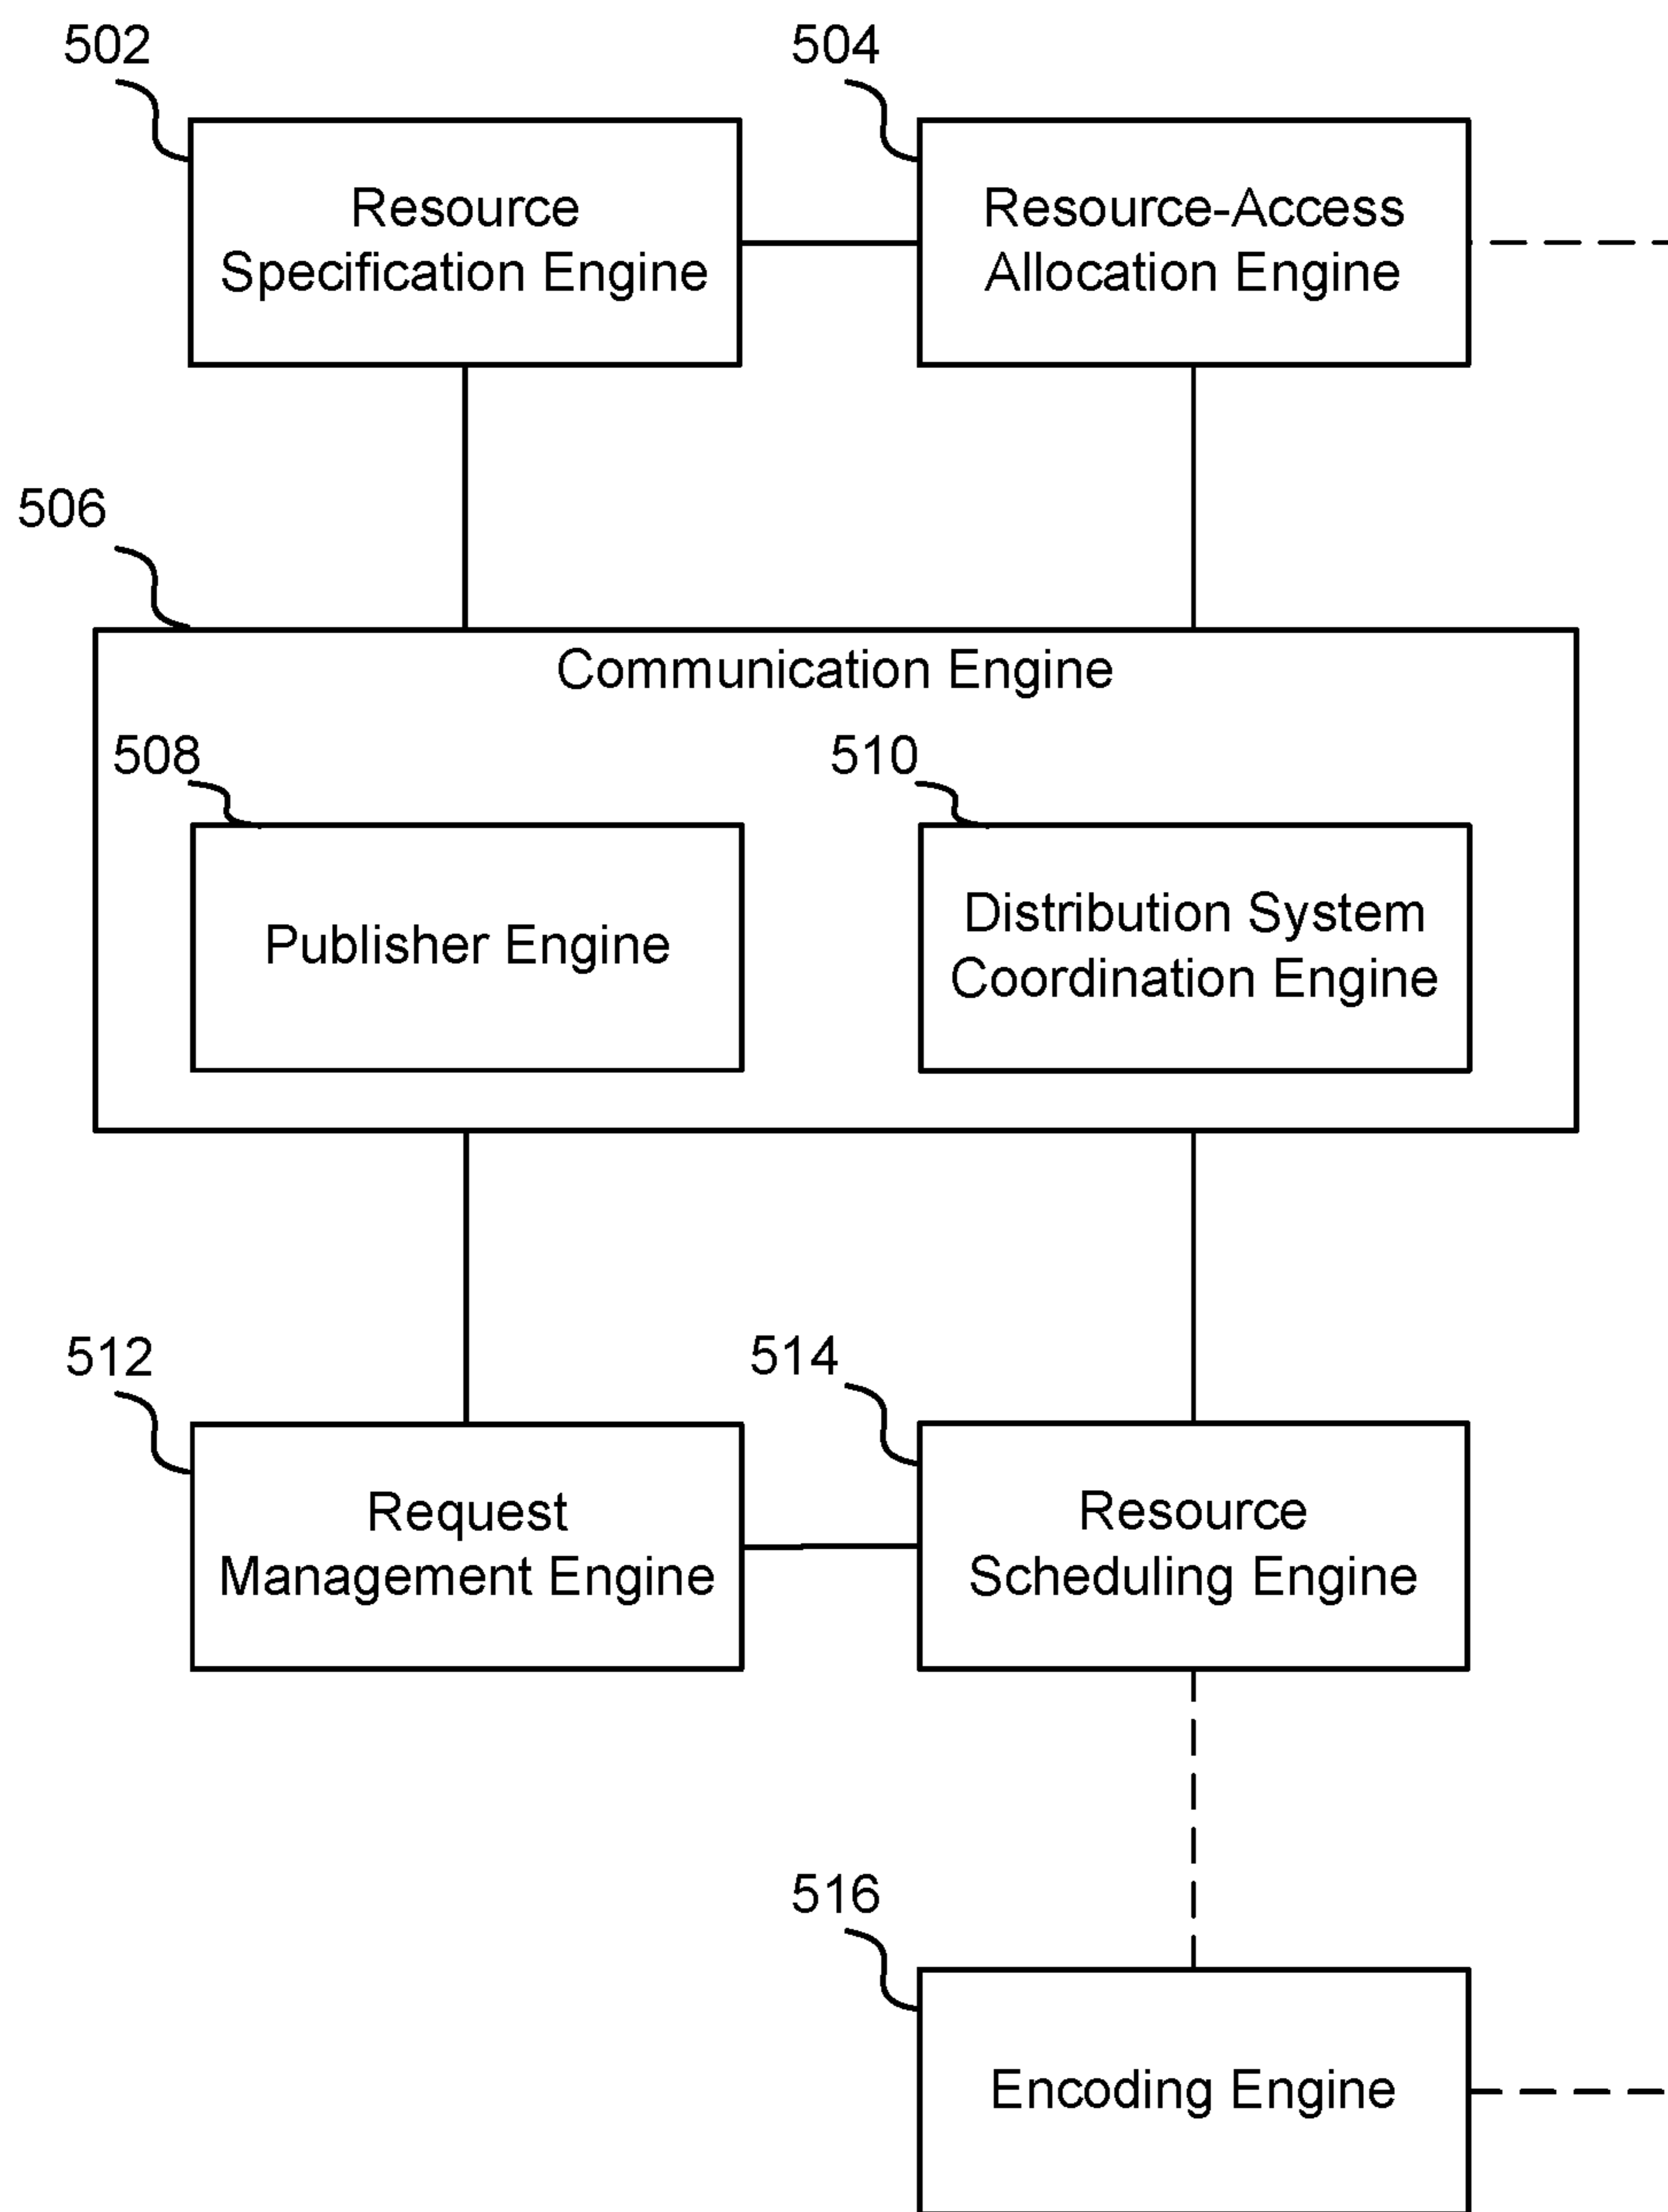 502
504
Resource
Specification Engine
Resource-Access
Allocation Engine
506
Communication Engine
508
510
Publisher Engine
Distribution System
Coordination Engine
512
514
Request
Management Engine
Resource
Scheduling Engine
516
Encoding Engine